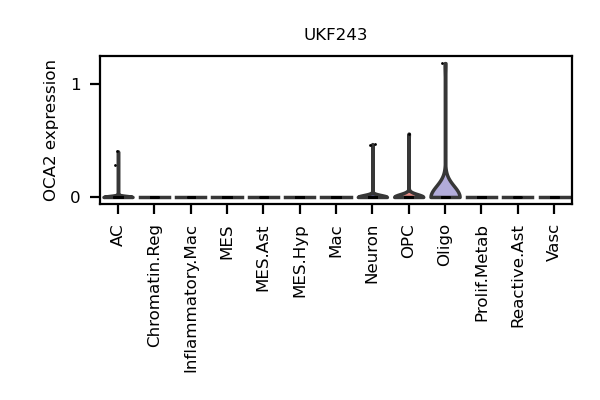 UKF243
OCA2 expression
1
0
AC
Chromatin.Reg
Inflammatory.Mac
MES
MES.Ast
MES.Hyp
Mac
Neuron
OPC
Oligo
Prolif.Metab
Reactive.Ast
Vasc